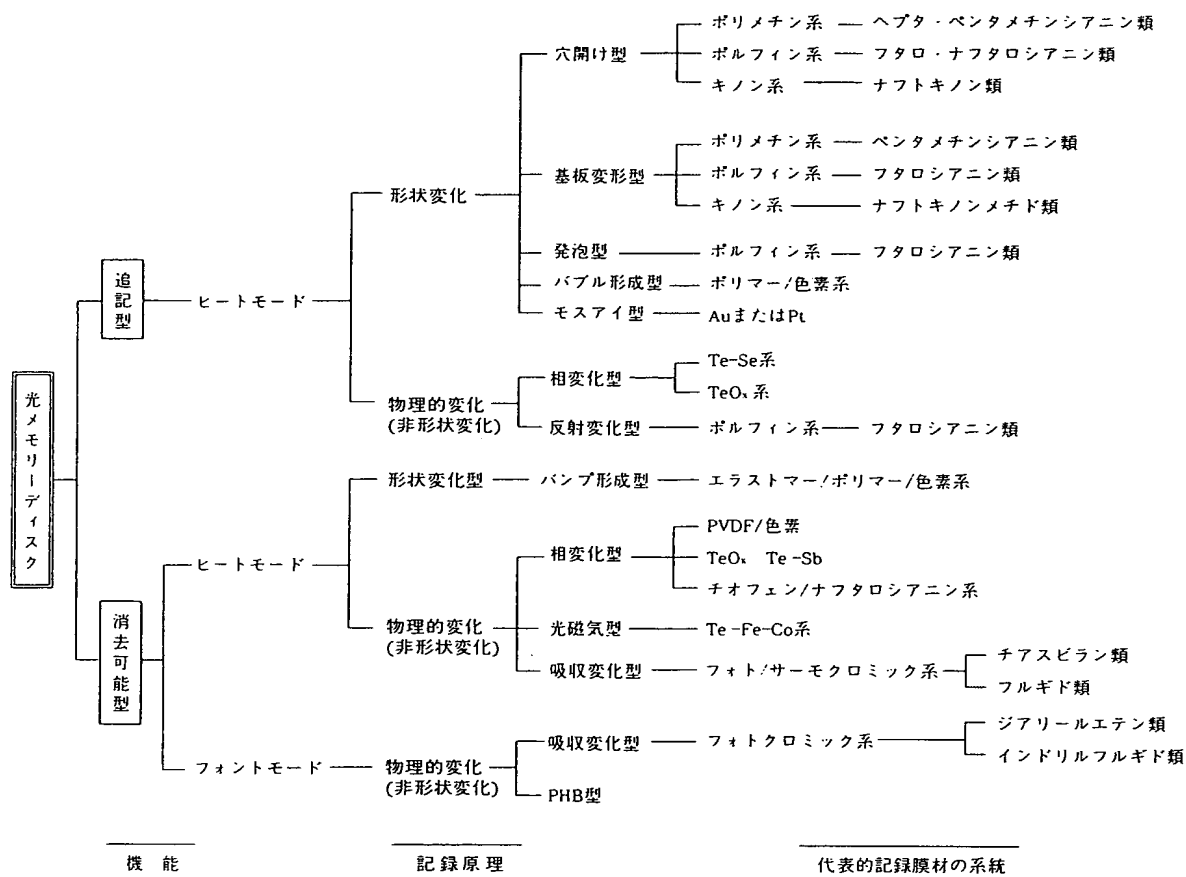 ポリメチン系 ヘプタ・ペンタメチンシアニン類
穴開け型 ポルフィン系 フタロ・ナフタロシアニン類
キノン系 ナフトキノン類
ポリメチン系 ペンタメチンシアニン類
基板変形型 ポルフィン系 フタロシアニン類
形状変化
キノン系 ナフトキノンメチド類
発泡型 ポルフィン系 フタロシアニン類
バブル形成型 ポリマー/色素系
追記型 ヒートモード
モスアイ型 AuまたはPt
Te-Se系
相変化型
TeOx系
物理的変化
(非形状変化)
反射変化型 ポルフィン系 フタロシアニン類
光メモリーディスク
形状変化型 バンプ形成型 エラストマー/ポリマー/色素系
PVDF/色素
相変化型 TeOx Te-Sb
ヒートモード
チオフェン/ナフタロシアニン系
消去可能型
物理的変化
(非形状変化)
光磁気型 Te-Fe-Co系
チアスピラン類
吸収変化型 フォト/サーモクロミック系
フルギド類
ジアリールエテン類
吸収変化型 フォトクロミック系
インドリルフルギド類
フォントモード 物理的変化
(非形状変化)
PHB型
機能 記録原理 代表的記録膜材の系統